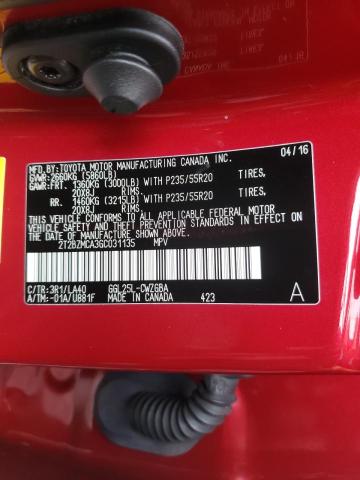 MFD.BY:TOYOTA MOTOR MANUFACTURING CANADA INC. 04/16
GVWR:2660KG (5860LB)
GAWR:FRT. 1360KG (3000LB) WITH P235/55R20 TIRES
20X8J RIMS
RR. 1460KG (3215LB) WITH P235/55R20 TIRES
20X8J RIMS
THIS VEHICLE CONFORMS TO ALL APPLICABLE FEDERAL MOTOR
VEHICLE SAFETY AND THEFT PREVENTION STANDARDS IN
EFFECT ON THE DATE OF MANUFACTURE SHOWN ABOVE.
2T2BZMCA3GC031135 MPV
C/TR:3R1/LA40 GGL25L-CWZGBA
A/TM:-01A/U881F MADE IN CANADA 423 A